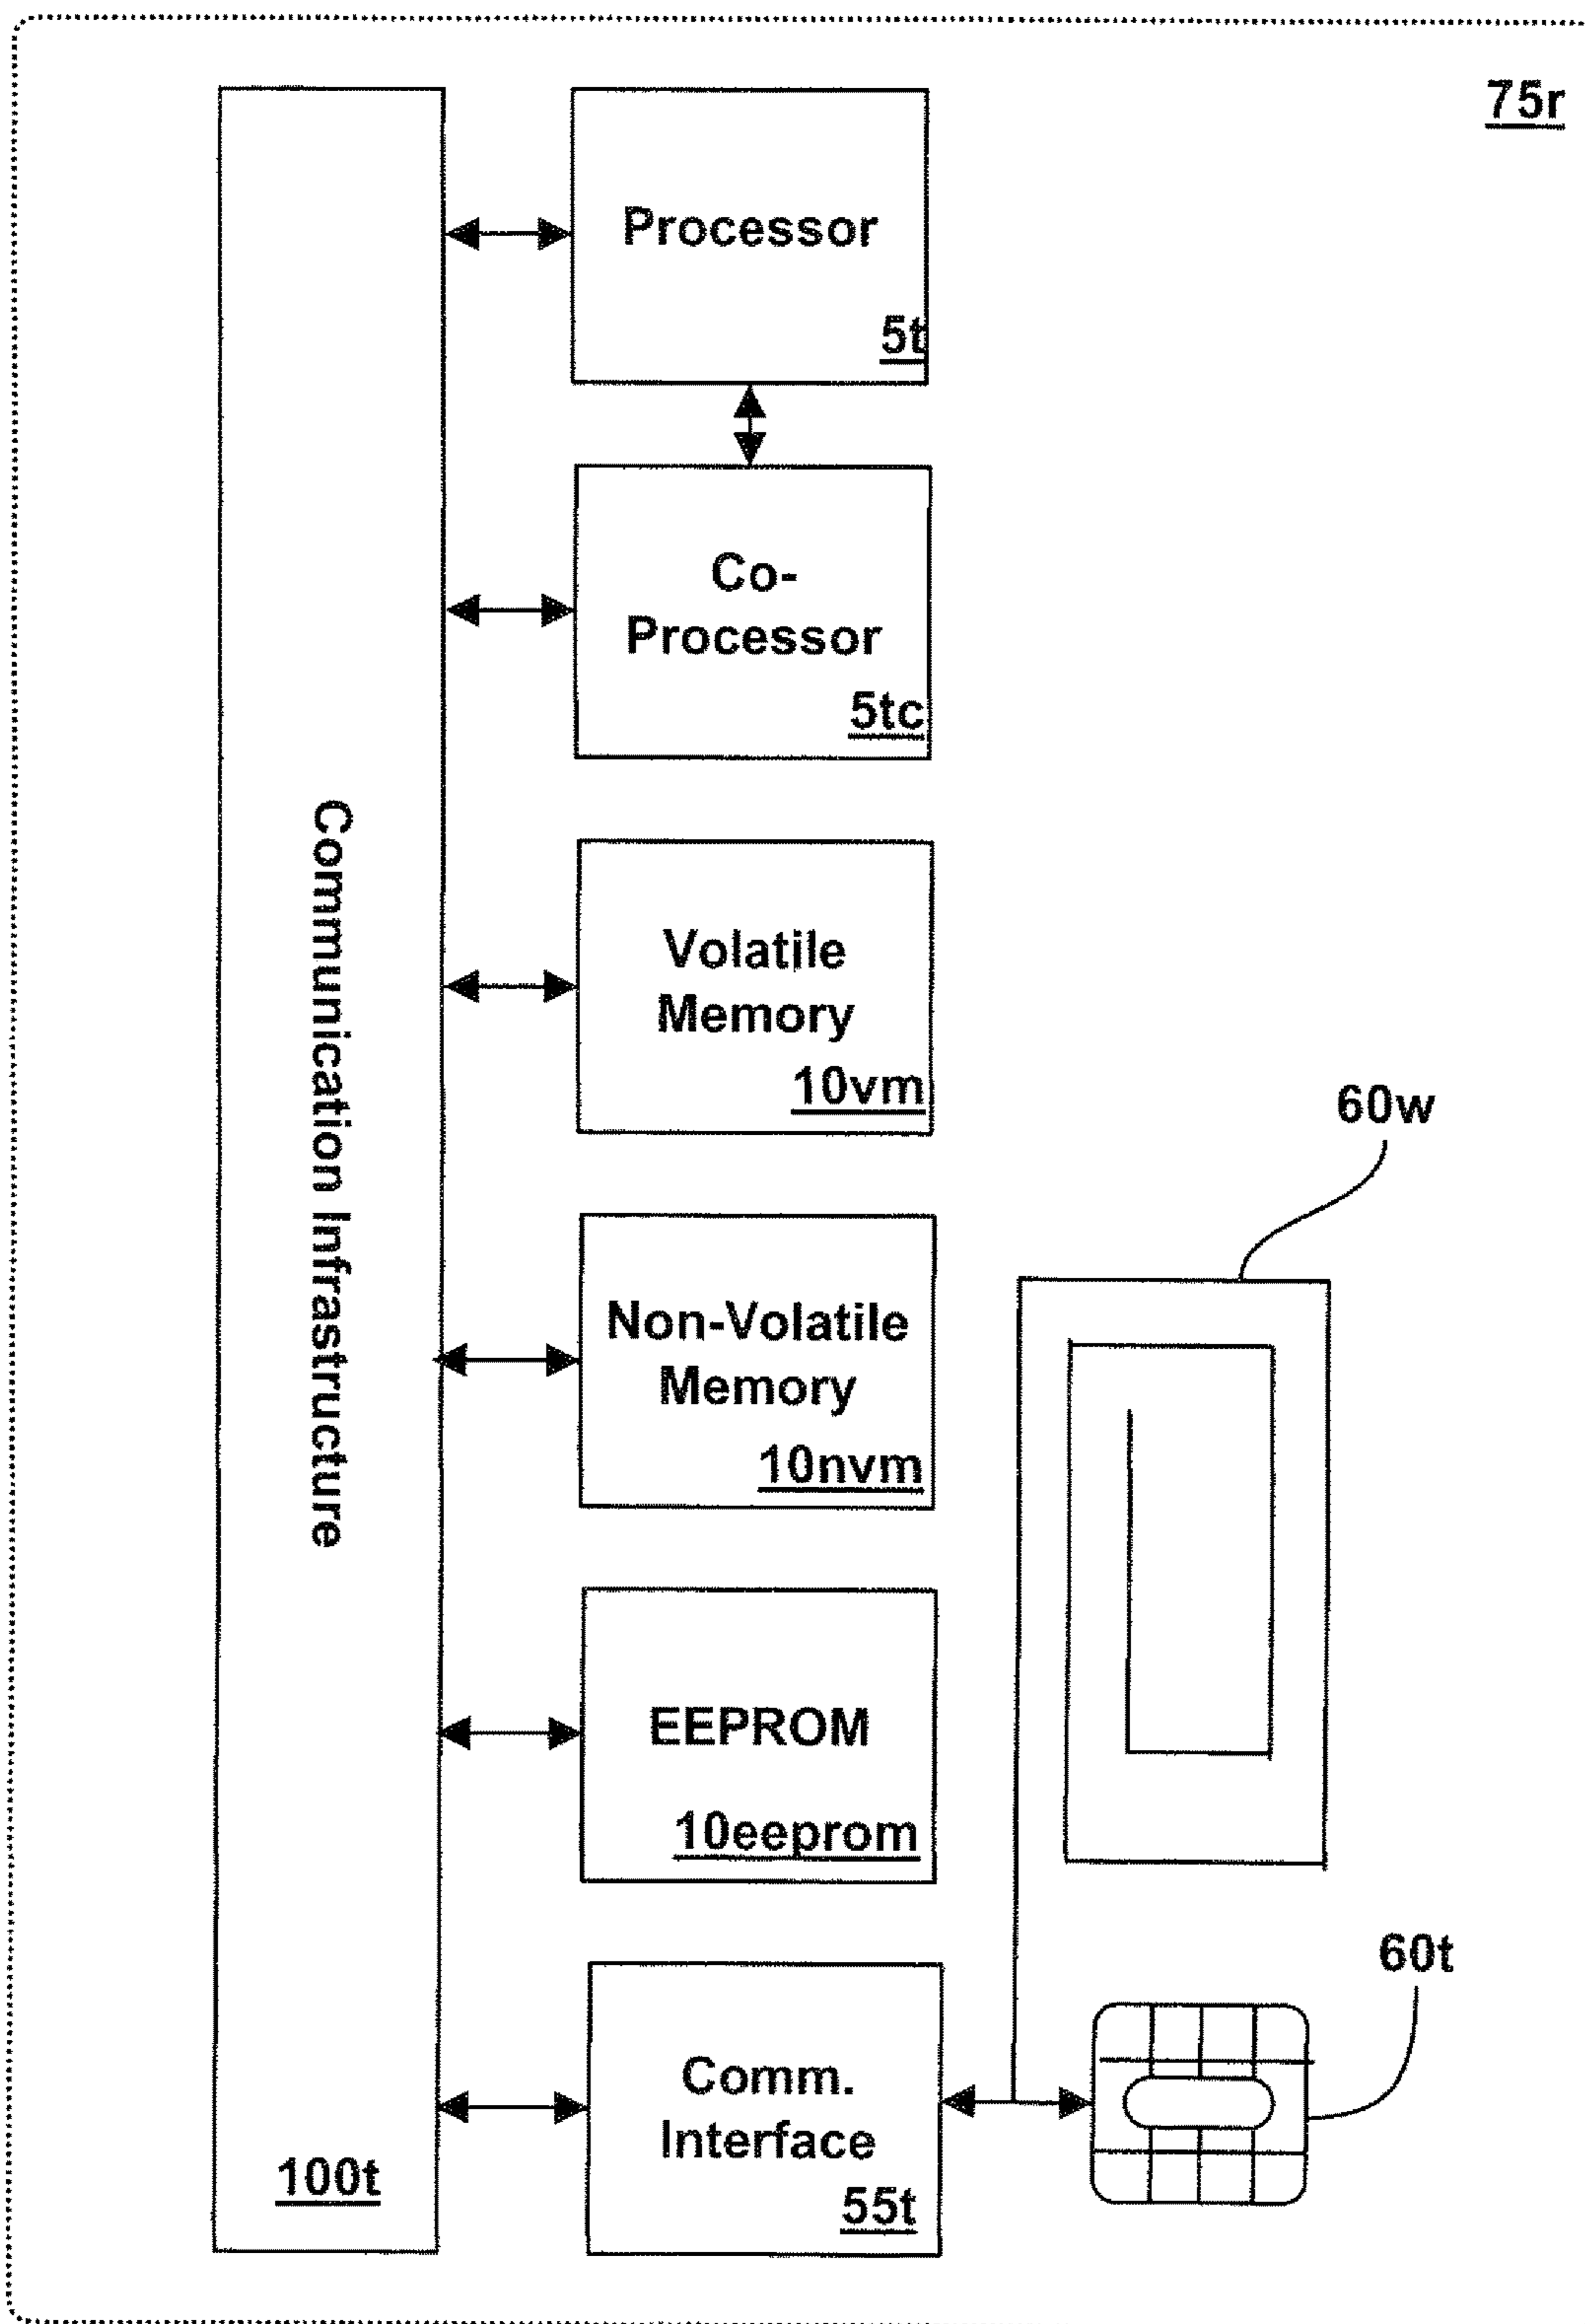 75r
Processor
5t
Co-
Processor
5tc
Volatile
Memory
10vm
60w
Communication Infrastructure
Non-Volatile
Memory
10nvm
EEPROM
10eeprom
60t
Comm.
Interface
55t
100t